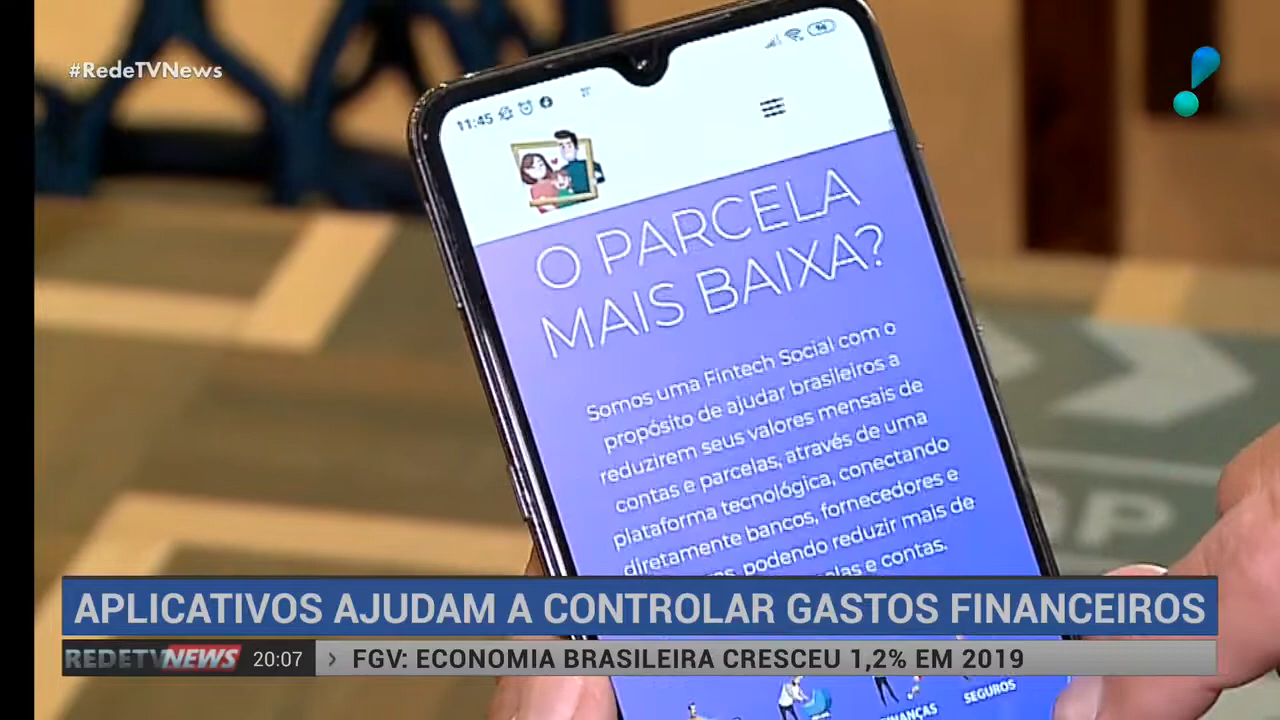 #RedeTVNews
11:45
96
O PARCELA
MAIS BAIXA?
Somos uma Fintech Social com o
propósito de ajudar brasileiros a
reduzirem seus valores mensais de
contas e parcelas, através de uma
plataforma tecnológica, conectando
diretamente bancos, fornecedores e
podendo reduzir mais de
e contas.
GP
APLICATIVOS AJUDAM A CONTROLAR GASTOS FINANCEIROS
REDETV NEWS 20:07 › FGV: ECONOMIA BRASILEIRA CRESCEU 1,2% EM 2019
SEGUROS